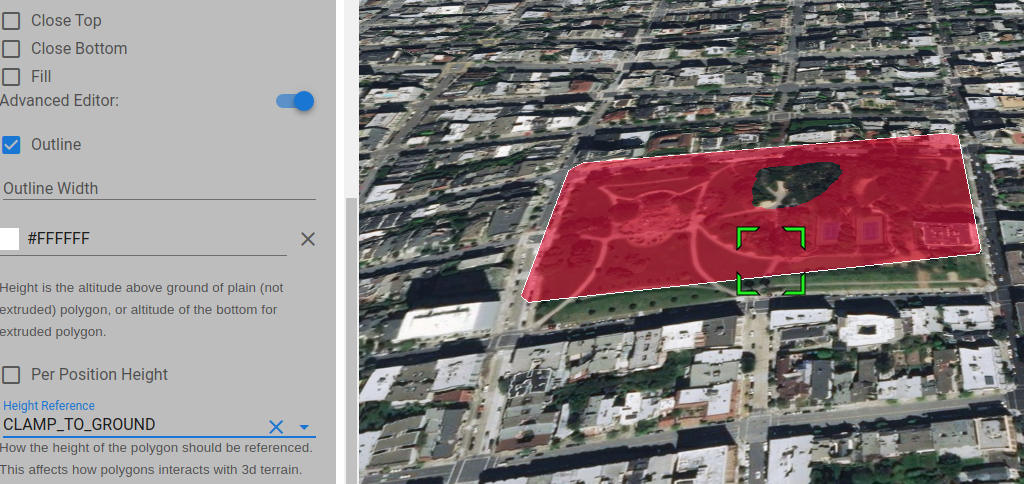 Close Top
Close Bottom
Fill
Advanced Editor:
Outline
Outline Width
#FFFFFF
Height is the altitude above ground of plain (not
extruded) polygon, or altitude of the bottom for
extruded polygon.
Per Position Height
Height Reference
CLAMP_TO_GROUND
How the height of the polygon should be referenced.
This affects how polygons interacts with 3d terrain.